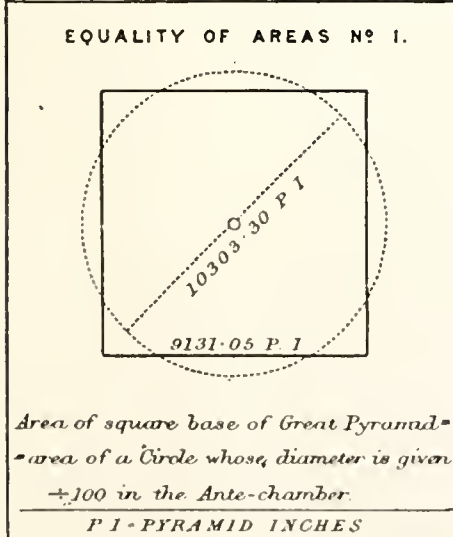 EQUALITY OF AREAS Nº 1.
10303·30 P I
9131·05 P. I
Area of square base of Great Pyramid=
=area of a Circle whose, diameter is given
÷100 in the Ante-chamber.
P I=PYRAMID INCHES